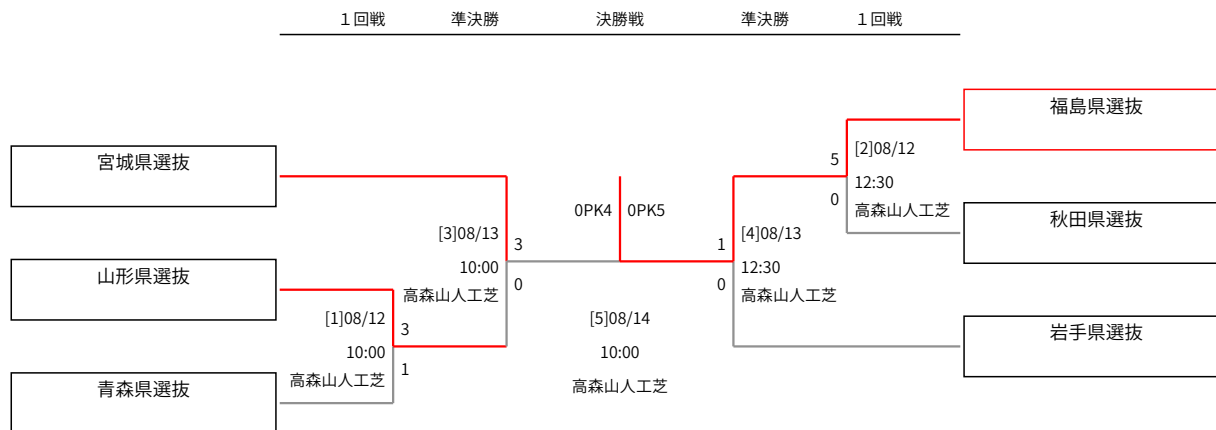 １回戦 準決勝 決勝戦 準決勝 １回戦
福島県選抜
宮城県選抜
5
[2]08/12
12:30
0
高森山人工芝
0PK4
0PK5
秋田県選抜
[3]08/13
3
10:00
0
高森山人工芝
1
[4]08/13
12:30
0
高森山人工芝
山形県選抜
[1]08/12
3
10:00
1
高森山人工芝
[5]08/14
10:00
高森山人工芝
岩手県選抜
青森県選抜